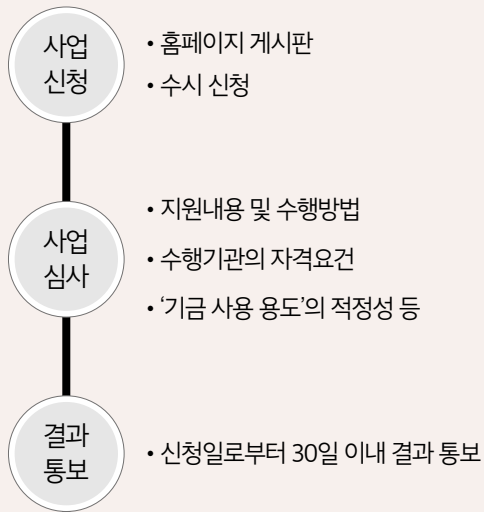 사업
신청
• 홈페이지 게시판
• 수시 신청
사업
심사
• 지원내용 및 수행방법
• 수행기관의 자격요건
• ‘기금 사용 용도’의 적정성 등
결과
통보
• 신청일로부터 30일 이내 결과 통보